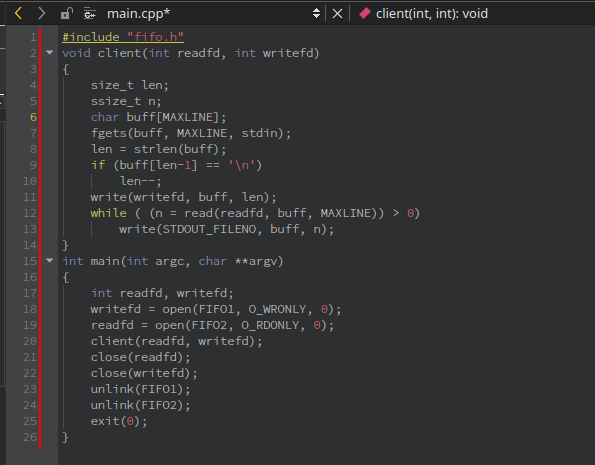 main.cpp* client(int, int): void
1 #include "fifo.h"
2 void client(int readfd, int writefd)
3 {
4 size_t len;
5 ssize_t n;
6 char buff[MAXLINE];
7 fgets(buff, MAXLINE, stdin);
8 len = strlen(buff);
9 if (buff[len-1] == '\n')
10 len--;
11 write(writefd, buff, len);
12 while ( (n = read(readfd, buff, MAXLINE)) > 0)
13 write(STDOUT_FILENO, buff, n);
14 }
15 int main(int argc, char **argv)
16 {
17 int readfd, writefd;
18 writefd = open(FIFO1, O_WRONLY, 0);
19 readfd = open(FIFO2, O_RDONLY, 0);
20 client(readfd, writefd);
21 close(readfd);
22 close(writefd);
23 unlink(FIFO1);
24 unlink(FIFO2);
25 exit(0);
26 }